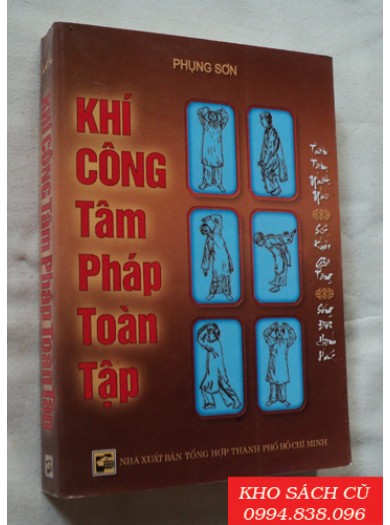 PHỤNG SƠN
KHÍ
CÔNG
Tâm
Pháp
Toàn
Tập
KHÍ CÔNG Tâm Pháp Toàn Tập
NHÀ XUẤT BẢN TỔNG HỢP THÀNH PHỐ HỒ CHÍ MINH
KHO SÁCH CŨ
0994.838.096